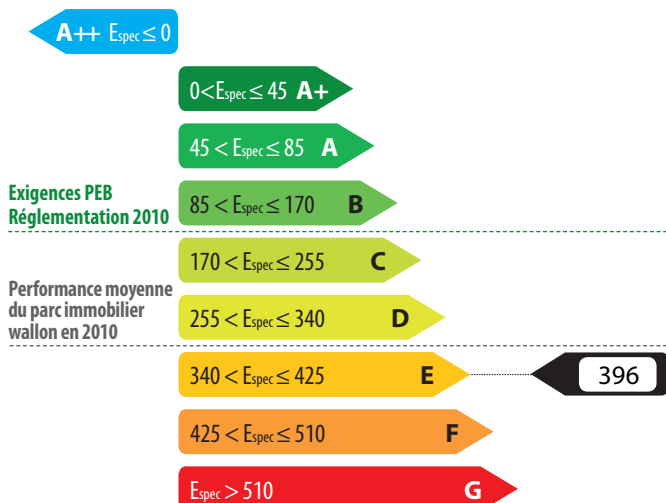 A++ Espec ≤ 0
0<Espec ≤ 45 A+
45 < Espec ≤ 85 A
Exigences PEB
Réglementation 2010
85 < Espec ≤ 170 B
170 < Espec ≤ 255 C
Performance moyenne
du parc immobilier
wallon en 2010
255 < Espec ≤ 340 D
340 < Espec ≤ 425 E
396
425 < Espec ≤ 510 F
Espec > 510 G